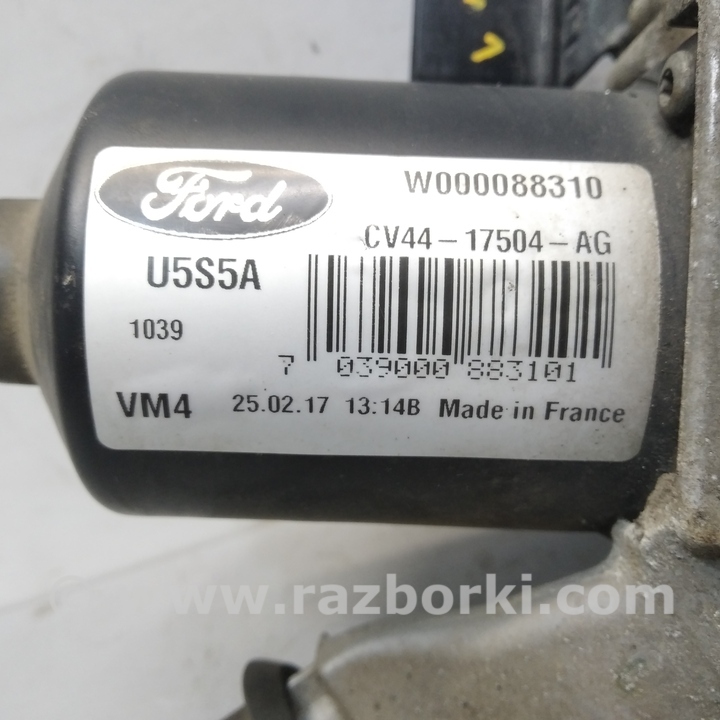 Ford
W000088310
CV44-17504-AG
U5S5A
1039
7 039000 883101
VM4 25.02.17 13:14B Made in France
www.razborki.com